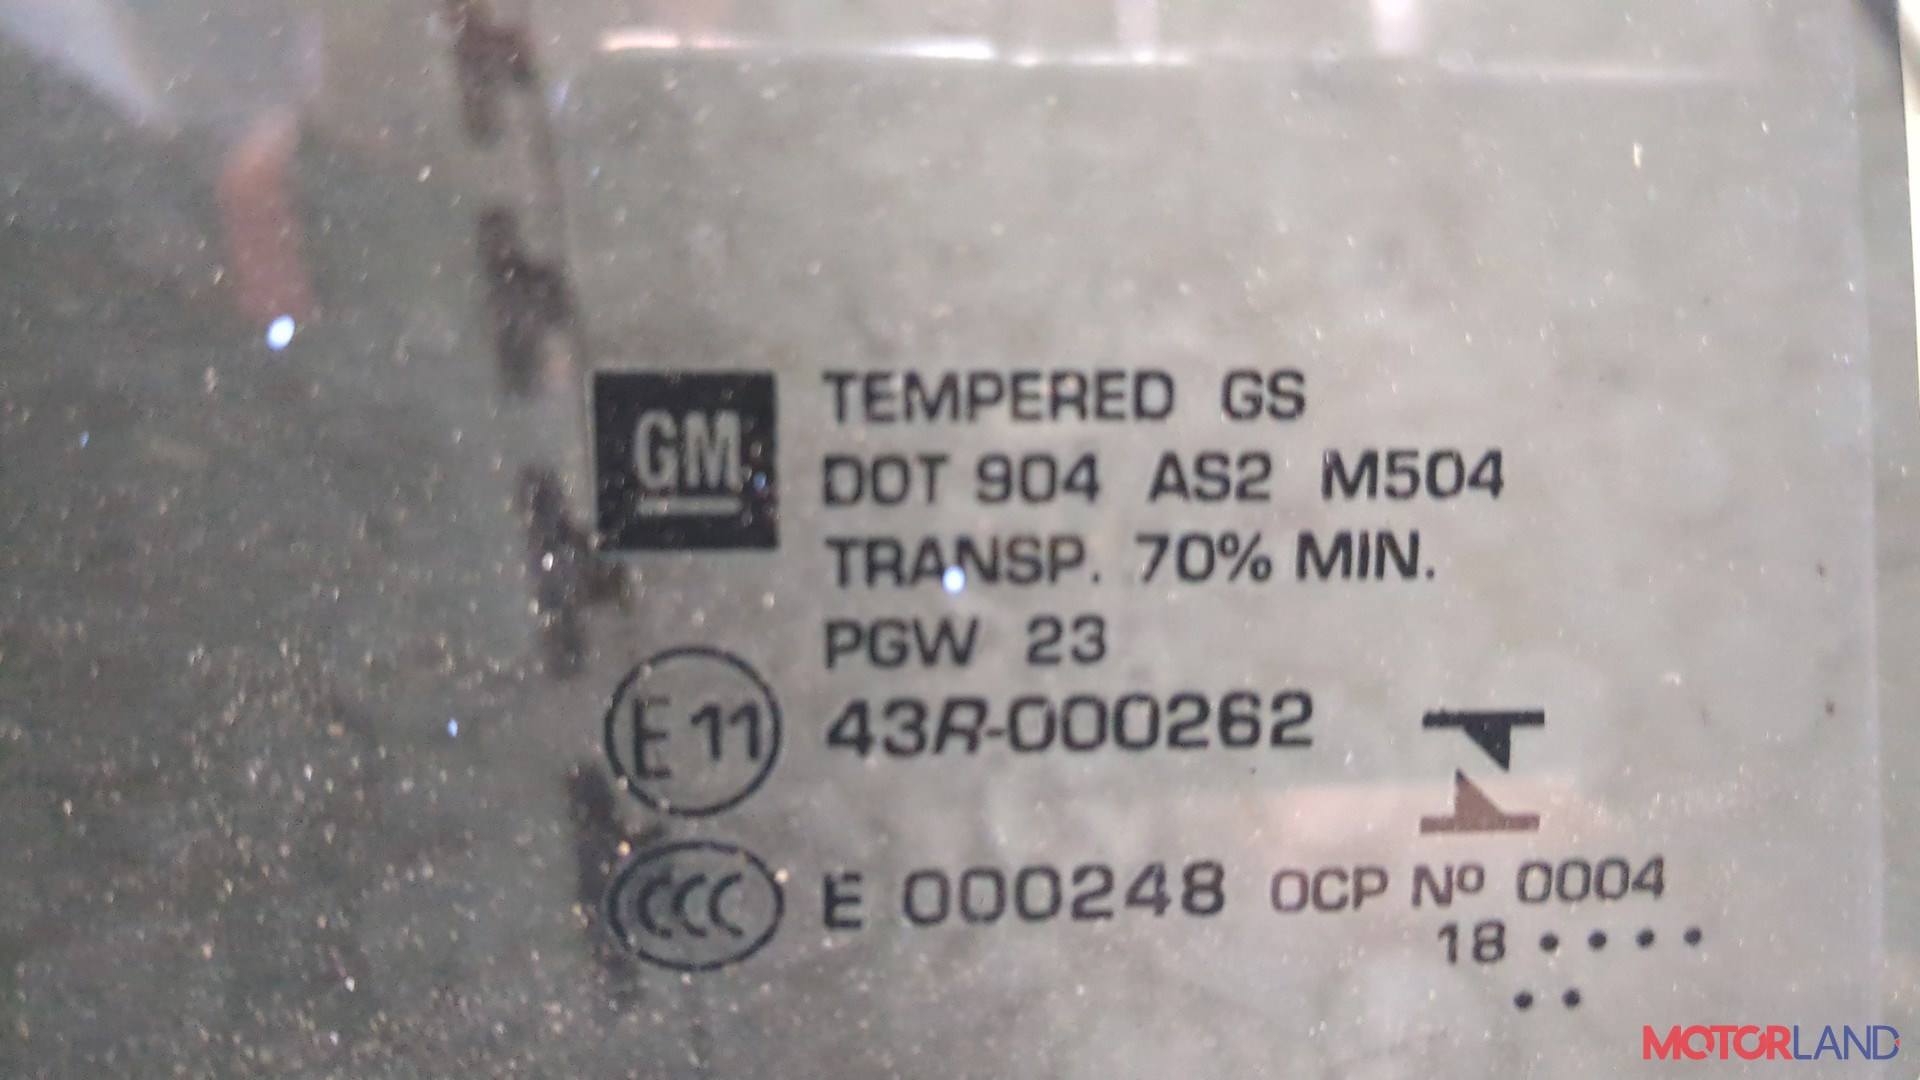 GM
TEMPERED GS
DOT 904 AS2 M504
TRANSP. 70% MIN.
PGW 23
E 11 43R-000262
CCC E 000248 OCP Nº 0004
18 • • • •
• •
MOTORLAND